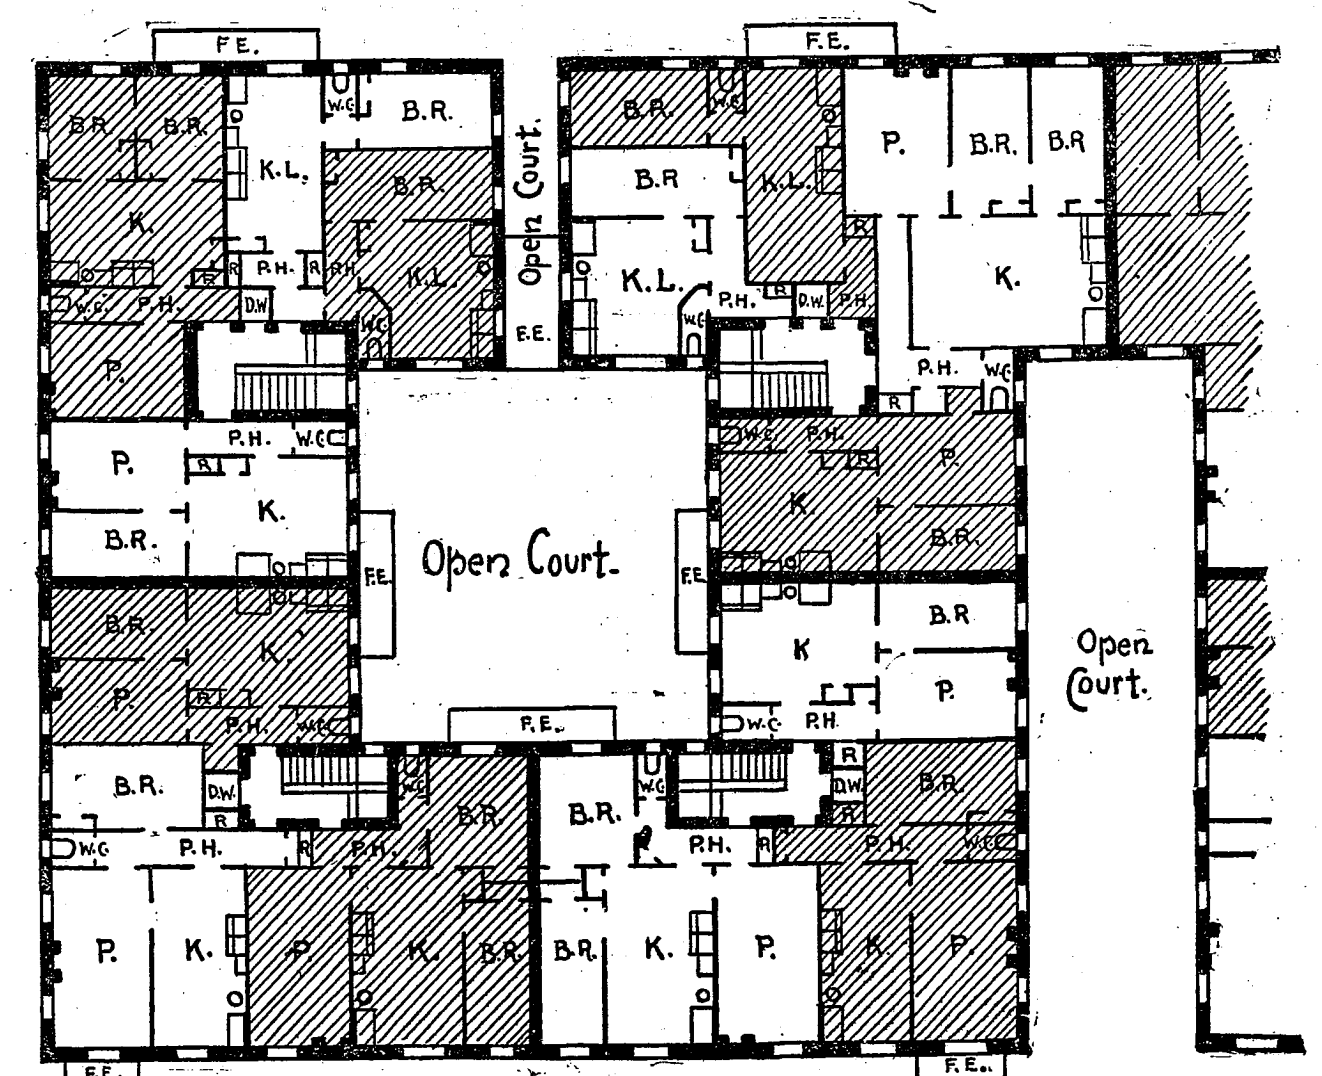 F.E.
F.E.
B.R.
B.R.
W.C.
B.R.
K.L.
B.R.
K.
K.L.
R
P.H.
R
R.H.
R
W.C.
P.H.
D.W.
W.C.
P.
Open Court.
F.E.
B.R.
W.C.
P.
B.R.
B.R
B.R
K.L.
K.L.
R
K.
P.H.
R
D.W.
P.H.
W.C
P.H.
W.C.
R
P.H.
W.C
P.
R
K.
B.R.
Open Court.
F.E.
F.E.
W.C.
P.H.
R
P.
K.
B.R.
B.R.
K.
P.
R
P.H.
W.C.
F.E.
K
B.R
P.
W.C.
P.H.
Open
Court.
B.R.
D.W.
R
W.C.
P.H.
R
P.H.
W.C
B.R.
B.R.
W.C
P.H.
R
R
D.W.
R
B.R.
P.H.
W.C
P.
K.
P.
K.
B.R.
B.R.
K.
P.
K.
P.
F.E.
F.E.